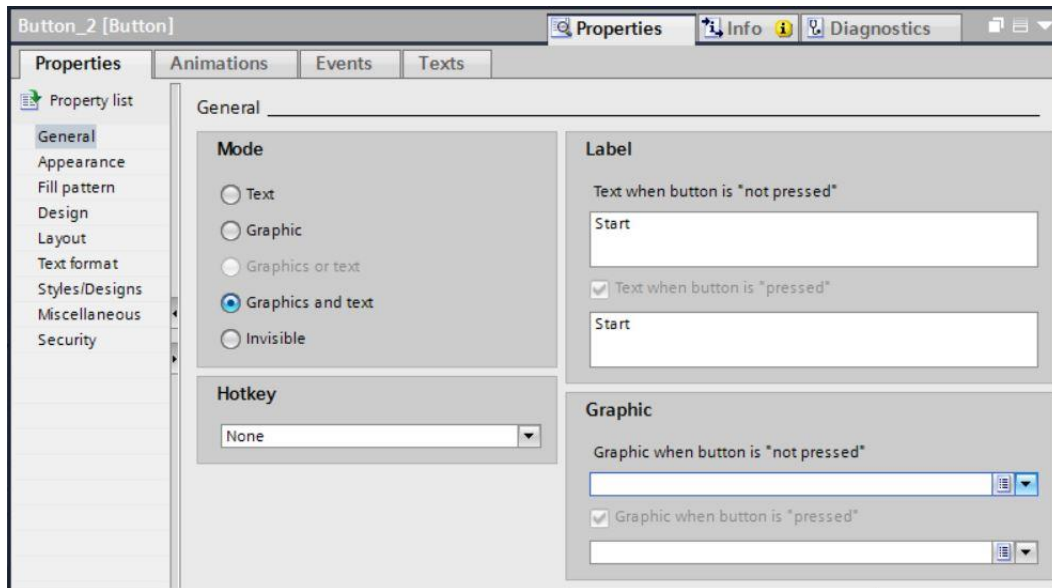 Button_2 [Button]
Properties
Info
Diagnostics
Properties
Animations
Events
Texts
Property list
General
Appearance
Fill pattern
Design
Layout
Text format
Styles/Designs
Miscellaneous
Security
General
Mode
Text
Graphic
Graphics or text
Graphics and text
Invisible
Hotkey
None
Label
Text when button is "not pressed"
Start
Text when button is "pressed"
Start
Graphic
Graphic when button is "not pressed"
Graphic when button is "pressed"